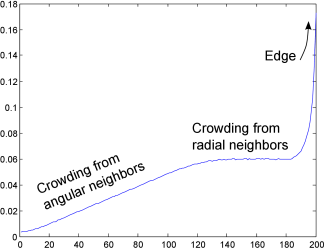 0.18
0.16
0.14
0.12
0.1
0.08
0.06
0.04
0.02
0
Edge
Crowding from
radial neighbors
Crowding from
angular neighbors
0 20 40 60 80 100 120 140 160 180 200